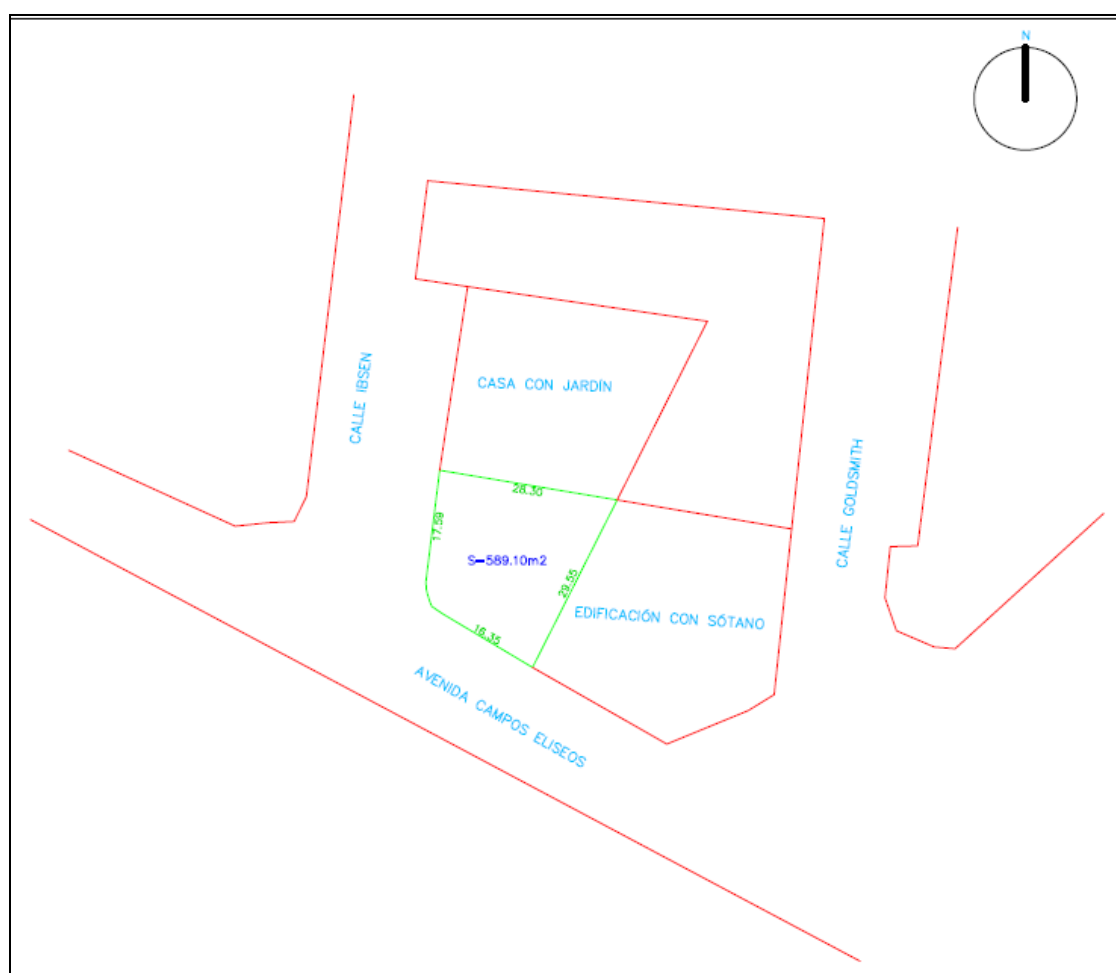 N
CALLE IBSEN
CASA CON JARDÍN
CALLE GOLDSMITH
28.30
17.59
S=589.10m2
29.55
EDIFICACIÓN CON SÓTANO
16.35
AVENIDA CAMPOS ELISEOS